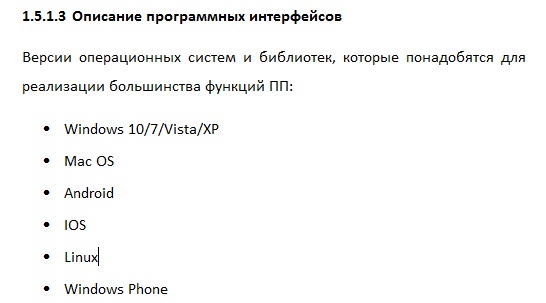 1.5.1.3 Описание программных интерфейсов
Версии операционных систем и библиотек, которые понадобятся для
реализации большинства функций ПП:
• Windows 10/7/Vista/XP
• Mac OS
• Android
• IOS
• Linux
• Windows Phone